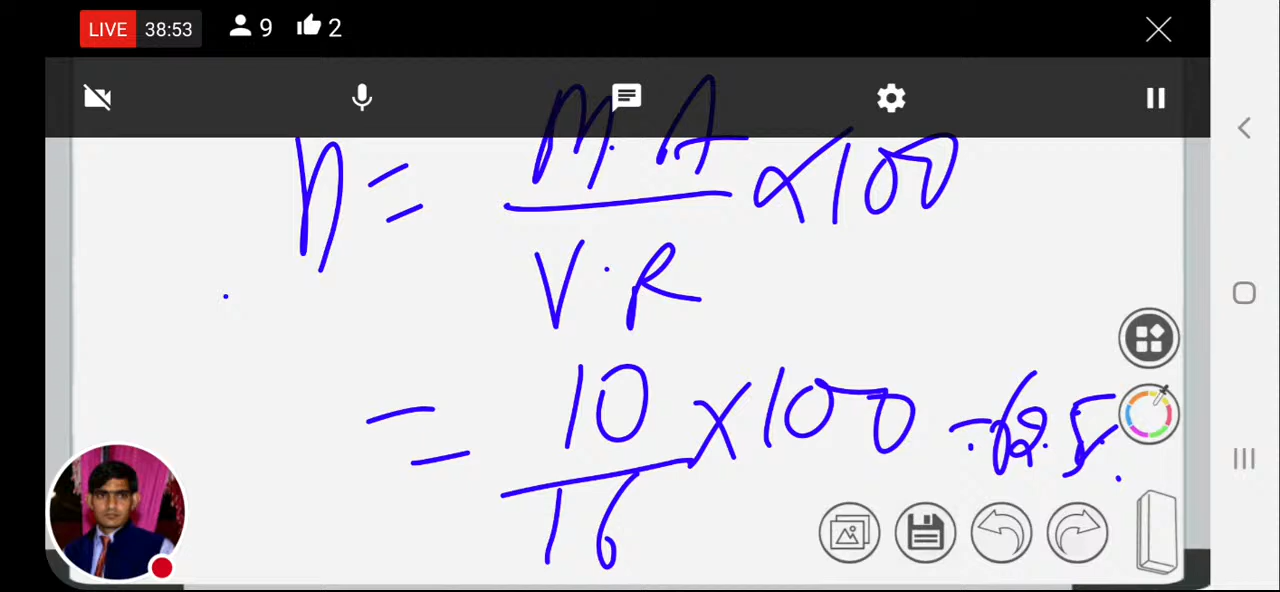 LIVE 38:53 9 2
η = M.A / V.R × 100
= 10 / 16 × 100